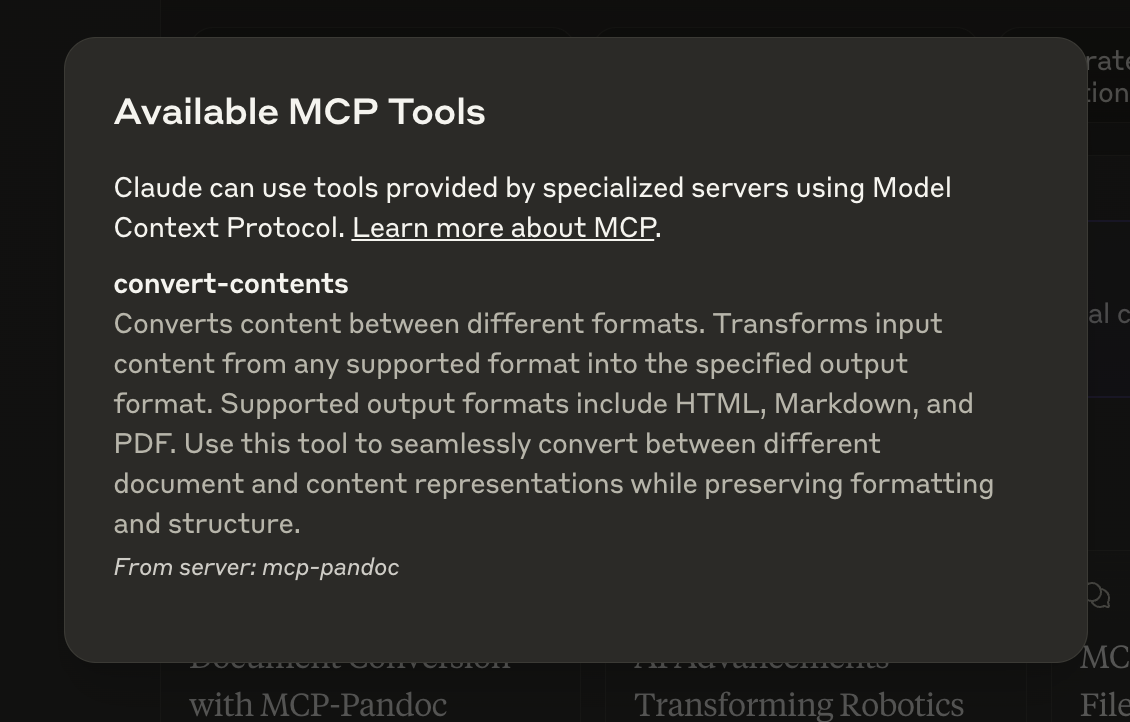 Available MCP Tools
Claude can use tools provided by specialized servers using Model
Context Protocol. Learn more about MCP.
convert-contents
Converts content between different formats. Transforms input
content from any supported format into the specified output
format. Supported output formats include HTML, Markdown, and
PDF. Use this tool to seamlessly convert between different
document and content representations while preserving formatting
and structure.
From server: mcp-pandoc
Document Conversion
with MCP-Pandoc
AI Advancements
Transforming Robotics
MC
File